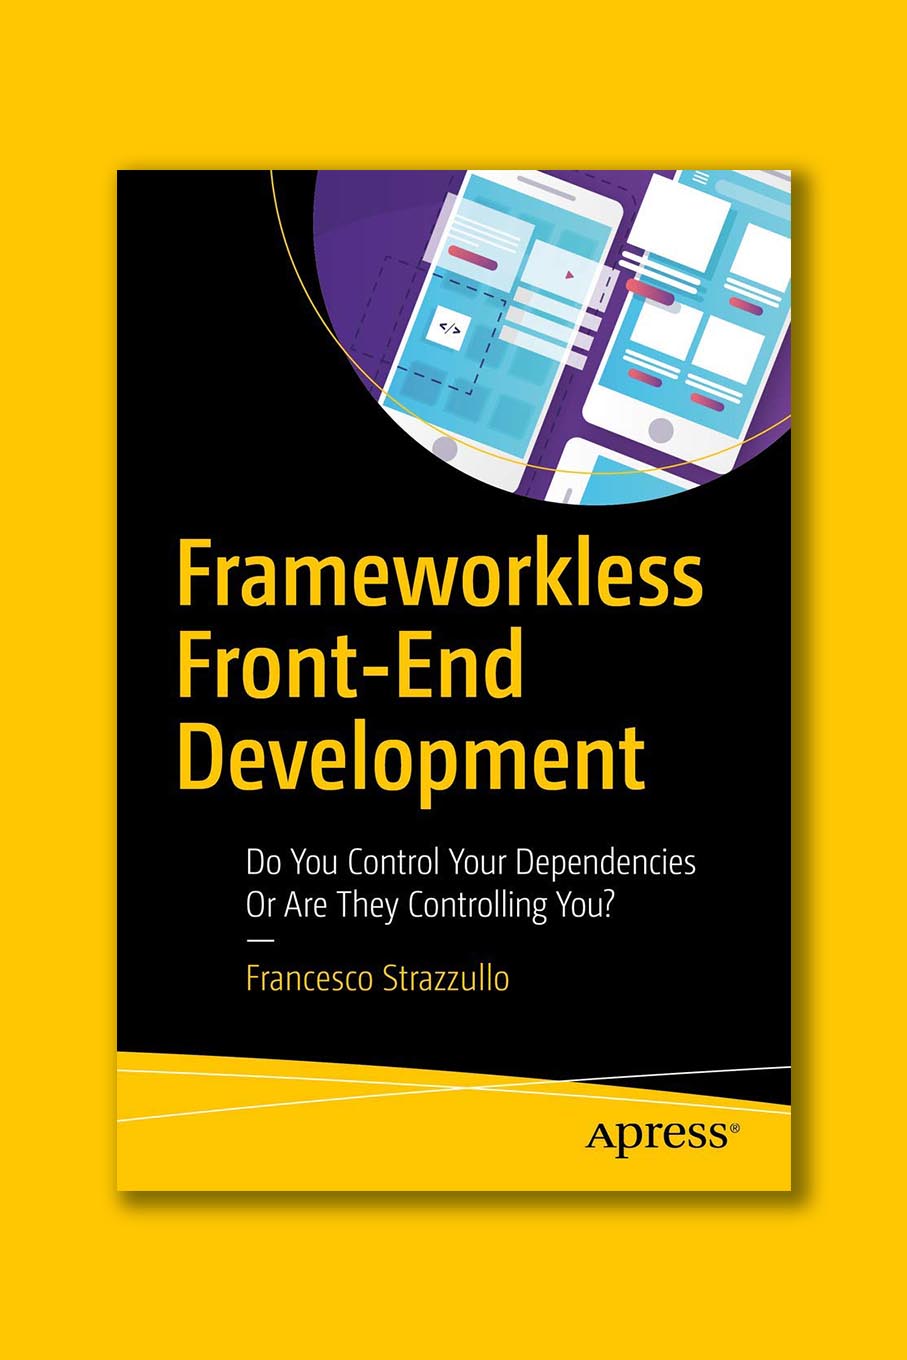 </>
Frameworkless
Front-End
Development
Do You Control Your Dependencies
Or Are They Controlling You?
Francesco Strazzullo
Apress®